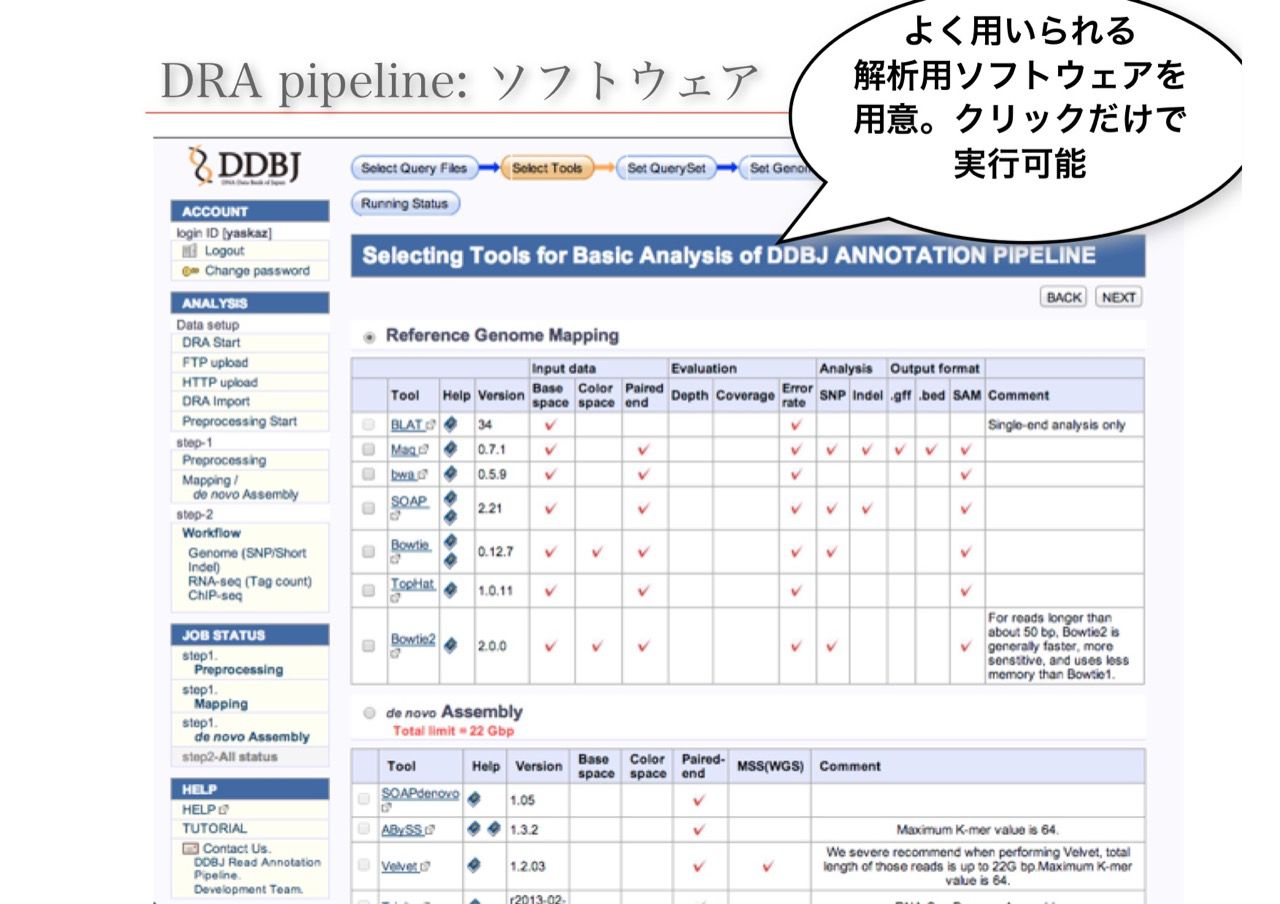 DRA pipeline: ソフトウェア
よく用いられる
解析用ソフトウェアを
用意。クリックだけで
実行可能
DDBJ
DNA Data Bank of Japan
Select Query Files
Select Tools
Set QuerySet
Running Status
ACCOUNT
login ID [yaskaz]
Logout
Change password
ANALYSIS
Data setup
DRA Start
FTP upload
HTTP upload
DRA Import
Preprocessing Start
step-1
Preprocessing
Mapping /
de novo Assembly
step-2
Workflow
Genome (SNP/Short
Indel)
RNA-seq (Tag count)
ChIP-seq
JOB STATUS
step1.
Preprocessing
step1.
Mapping
step1.
de novo Assembly
step2-All status
HELP
HELP
TUTORIAL
Contact Us.
DDBJ Read Annotation
Pipeline.
Development Team.
Selecting Tools for Basic Analysis of DDBJ ANNOTATION PIPELINE
BACK NEXT
Reference Genome Mapping
Input data Evaluation Analysis Output format
Tool Help Version Base space Color space Paired end Depth Coverage Error rate SNP Indel .gff .bed SAM Comment
BLAT 34 Single-end analysis only
Maq 0.7.1
bwa 0.5.9
SOAP 2.21
Bowtie 0.12.7
TopHat 1.0.11
Bowtie2 2.0.0
For reads longer than
about 50 bp, Bowtie2 is
generally faster, more
senstitive, and uses less
memory than Bowtie1.
de novo Assembly
Total limit = 22 Gbp
Tool Help Version Base space Color space Paired-end MSS(WGS) Comment
SOAPdenovo 1.05
ABySS 1.3.2 Maximum K-mer value is 64.
Velvet 1.2.03
We severe recommend when performing Velvet, total
length of those reads is up to 22G bp.Maximum K-mer
value is 64.
r2013-02-